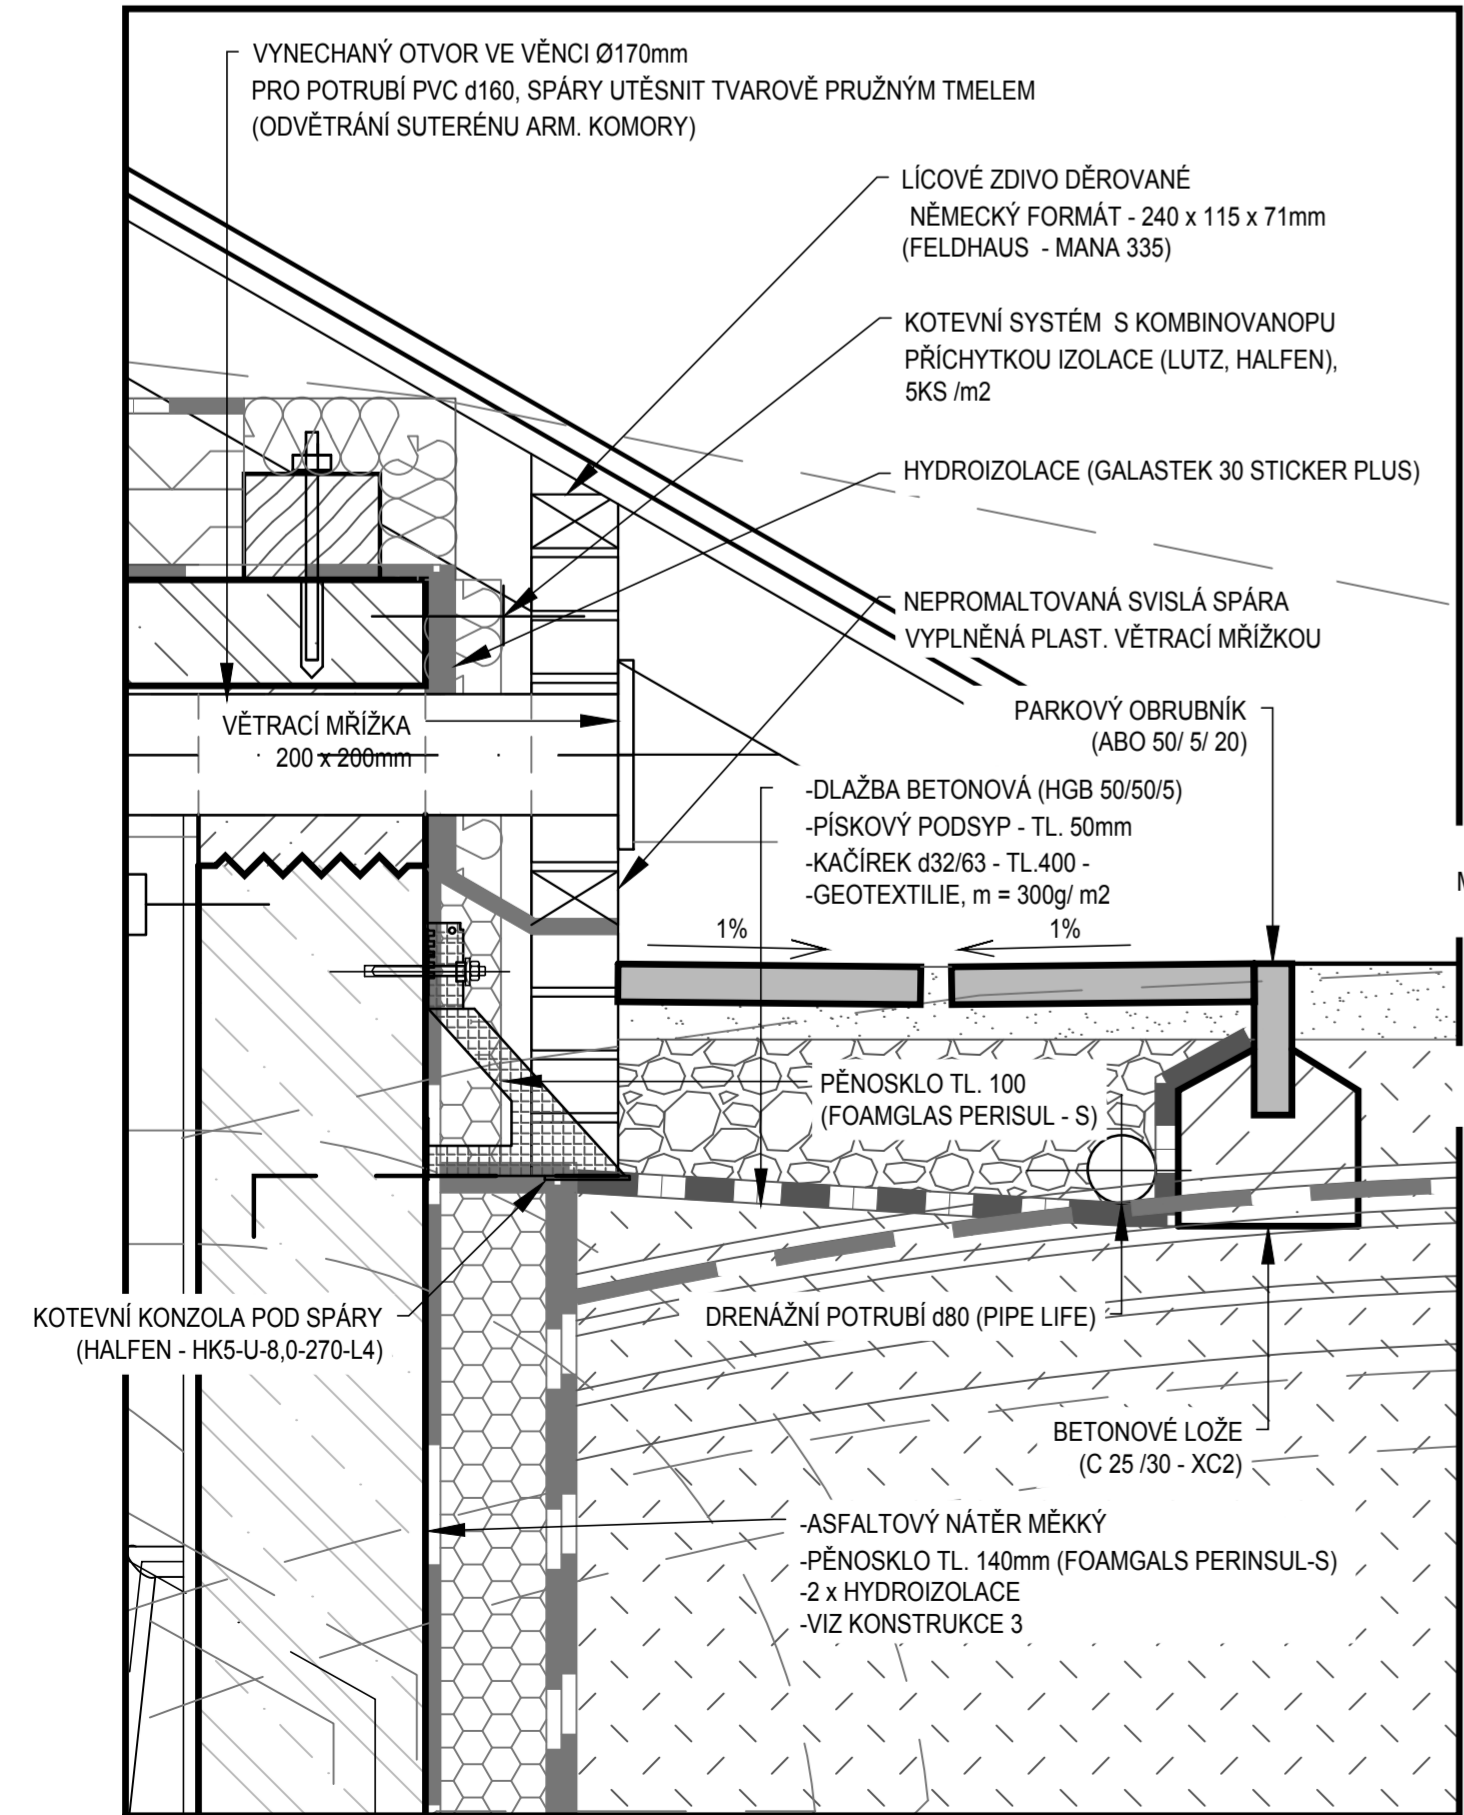 VYNECHANÝ OTVOR VE VĚNCI Ø170mm
PRO POTRUBÍ PVC d160, SPÁRY UTĚSNIT TVAROVĚ PRUŽNÝM TMELEM
(ODVĚTRÁNÍ SUTERÉNU ARM. KOMORY)
LÍCOVÉ ZDIVO DĚROVANÉ
NĚMECKÝ FORMÁT - 240 x 115 x 71mm
(FELDHAUS - MANA 335)
KOTEVNÍ SYSTÉM S KOMBINOVANOPU
PŘÍCHYTKOU IZOLACE (LUTZ, HALFEN),
5KS /m2
HYDROIZOLACE (GALASTEK 30 STICKER PLUS)
NEPROMALTOVANÁ SVISLÁ SPÁRA
VYPLNĚNÁ PLAST. VĚTRACÍ MŘÍŽKOU
VĚTRACÍ MŘÍŽKA
200 x 200mm
PARKOVÝ OBRUBNÍK
(ABO 50/ 5/ 20)
-DLAŽBA BETONOVÁ (HGB 50/50/5)
-PÍSKOVÝ PODSYP - TL. 50mm
-KAČÍREK d32/63 - TL.400 -
-GEOTEXTILIE, m = 300g/ m2
1%
1%
PĚNOSKLO TL. 100
(FOAMGLAS PERISUL - S)
KOTEVNÍ KONZOLA POD SPÁRY
(HALFEN - HK5-U-8,0-270-L4)
DRENÁŽNÍ POTRUBÍ d80 (PIPE LIFE)
BETONOVÉ LOŽE
(C 25 /30 - XC2)
-ASFALTOVÝ NÁTĚR MĚKKÝ
-PĚNOSKLO TL. 140mm (FOAMGALS PERINSUL-S)
-2 x HYDROIZOLACE
-VIZ KONSTRUKCE 3